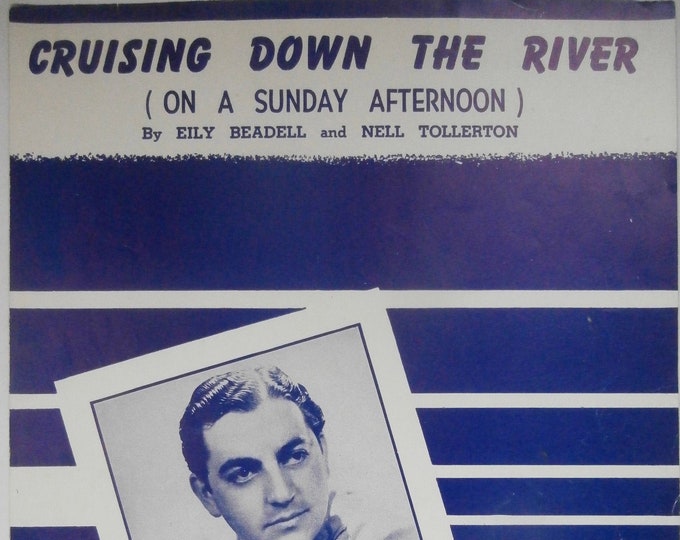 CRUISING DOWN THE RIVER
(ON A SUNDAY AFTERNOON)
By EILY BEADELL and NELL TOLLERTON